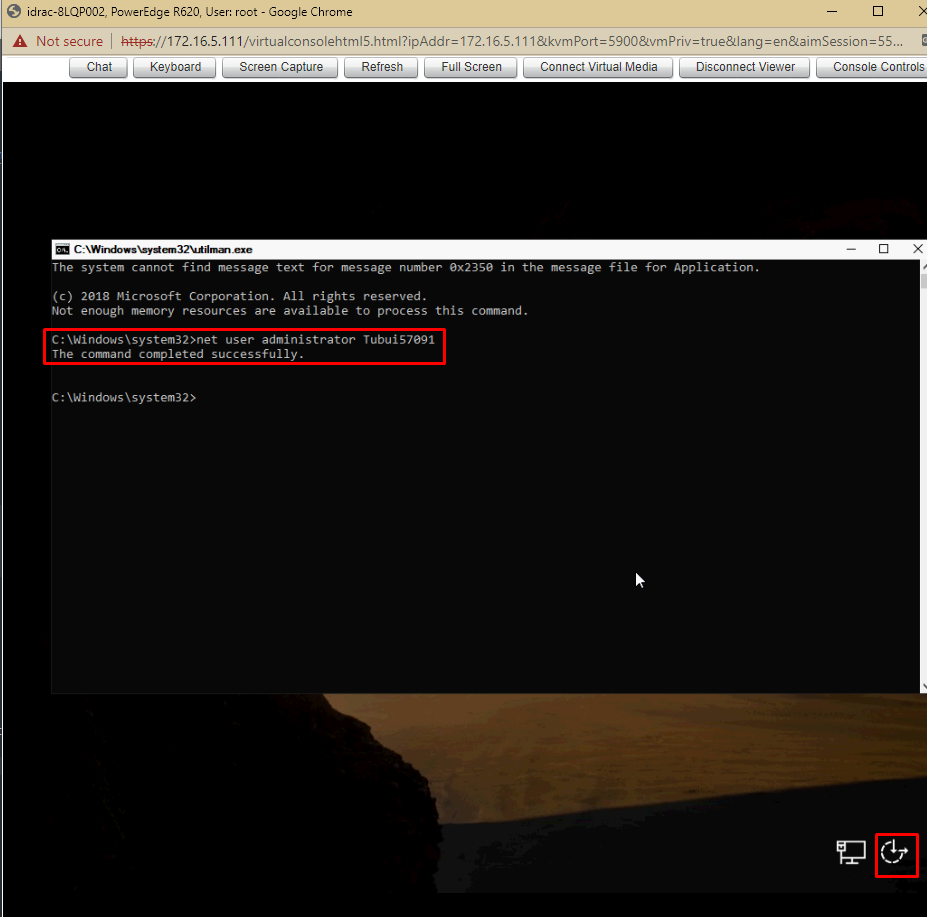 idrac-8LQP002, PowerEdge R620, User: root - Google Chrome
Not secure https://172.16.5.111/virtualconsolehtml5.html?ipAddr=172.16.5.111&kvmPort=5900&vmPriv=true&lang=en&aimSession=55...
Chat Keyboard Screen Capture Refresh Full Screen Connect Virtual Media Disconnect Viewer Console Controls
C:\Windows\system32\utilman.exe
The system cannot find message text for message number 0x2350 in the message file for Application.
(c) 2018 Microsoft Corporation. All rights reserved.
Not enough memory resources are available to process this command.
C:\Windows\system32>net user administrator Tubui57091
The command completed successfully.
C:\Windows\system32>